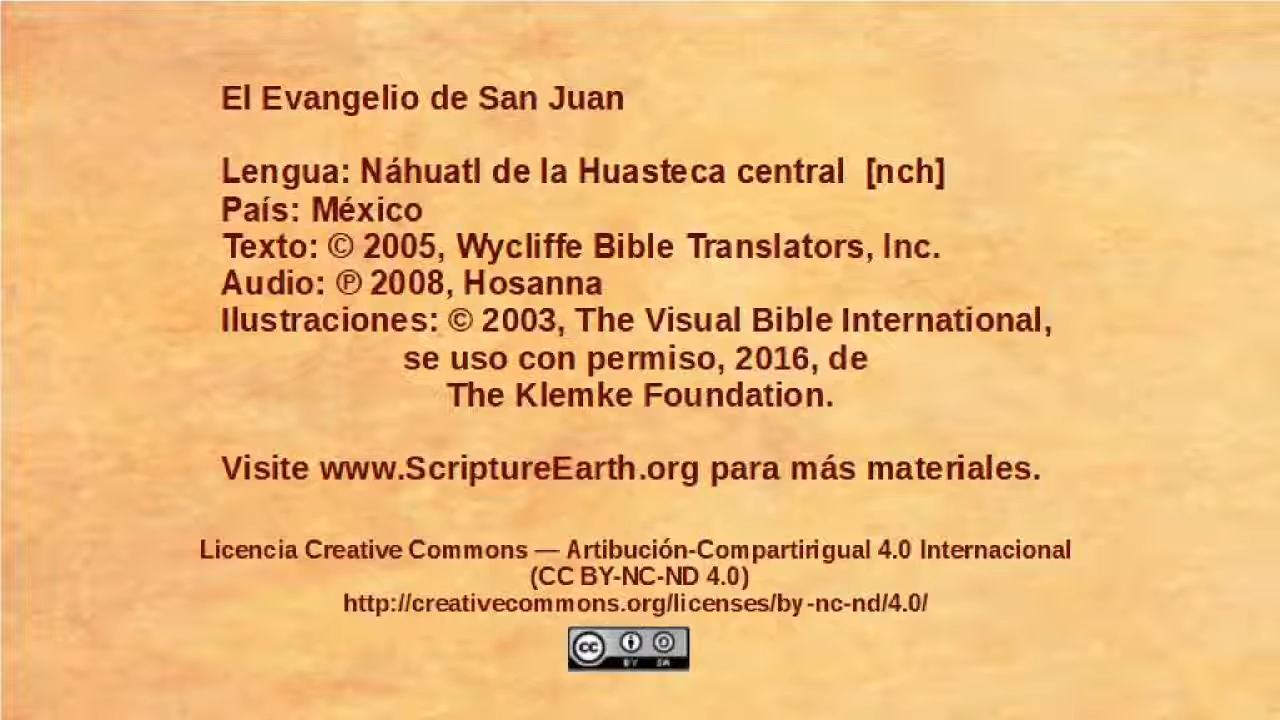 El Evangelio de San Juan
Lengua: Náhuatl de la Huasteca central [nch]
País: México
Texto: © 2005, Wycliffe Bible Translators, Inc.
Audio: ℗ 2008, Hosanna
Ilustraciones: © 2003, The Visual Bible International,
se uso con permiso, 2016, de
The Klemke Foundation.
Visite www.ScriptureEarth.org para más materiales.
Licencia Creative Commons — Artibución-Compartirigual 4.0 Internacional
(CC BY-NC-ND 4.0)
http://creativecommons.org/licenses/by-nc-nd/4.0/
cc BY SA